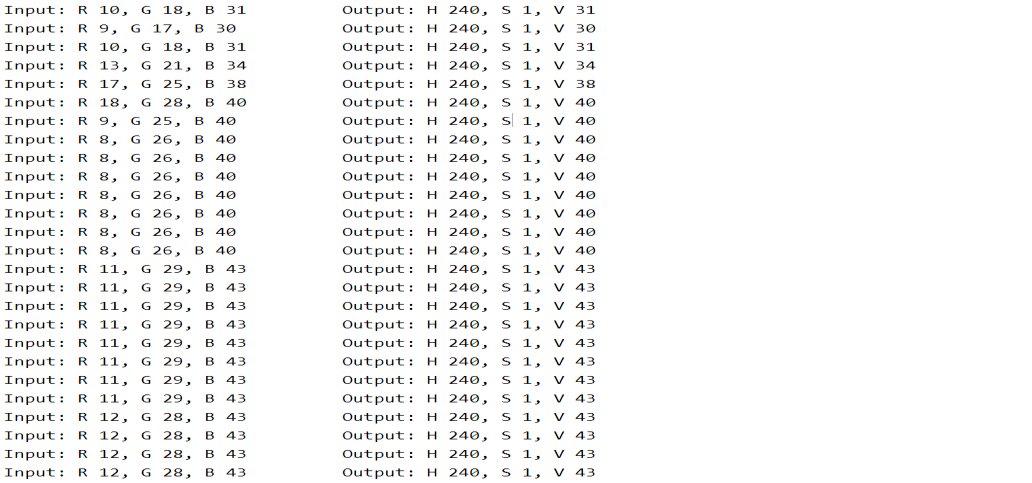 Input: R 10, G 18, B 31 Output: H 240, S 1, V 31
Input: R 9, G 17, B 30 Output: H 240, S 1, V 30
Input: R 10, G 18, B 31 Output: H 240, S 1, V 31
Input: R 13, G 21, B 34 Output: H 240, S 1, V 34
Input: R 17, G 25, B 38 Output: H 240, S 1, V 38
Input: R 18, G 28, B 40 Output: H 240, S 1, V 40
Input: R 9, G 25, B 40 Output: H 240, S 1, V 40
Input: R 8, G 26, B 40 Output: H 240, S 1, V 40
Input: R 8, G 26, B 40 Output: H 240, S 1, V 40
Input: R 8, G 26, B 40 Output: H 240, S 1, V 40
Input: R 8, G 26, B 40 Output: H 240, S 1, V 40
Input: R 8, G 26, B 40 Output: H 240, S 1, V 40
Input: R 8, G 26, B 40 Output: H 240, S 1, V 40
Input: R 8, G 26, B 40 Output: H 240, S 1, V 40
Input: R 11, G 29, B 43 Output: H 240, S 1, V 43
Input: R 11, G 29, B 43 Output: H 240, S 1, V 43
Input: R 11, G 29, B 43 Output: H 240, S 1, V 43
Input: R 11, G 29, B 43 Output: H 240, S 1, V 43
Input: R 11, G 29, B 43 Output: H 240, S 1, V 43
Input: R 11, G 29, B 43 Output: H 240, S 1, V 43
Input: R 11, G 29, B 43 Output: H 240, S 1, V 43
Input: R 11, G 29, B 43 Output: H 240, S 1, V 43
Input: R 12, G 28, B 43 Output: H 240, S 1, V 43
Input: R 12, G 28, B 43 Output: H 240, S 1, V 43
Input: R 12, G 28, B 43 Output: H 240, S 1, V 43
Input: R 12, G 28, B 43 Output: H 240, S 1, V 43